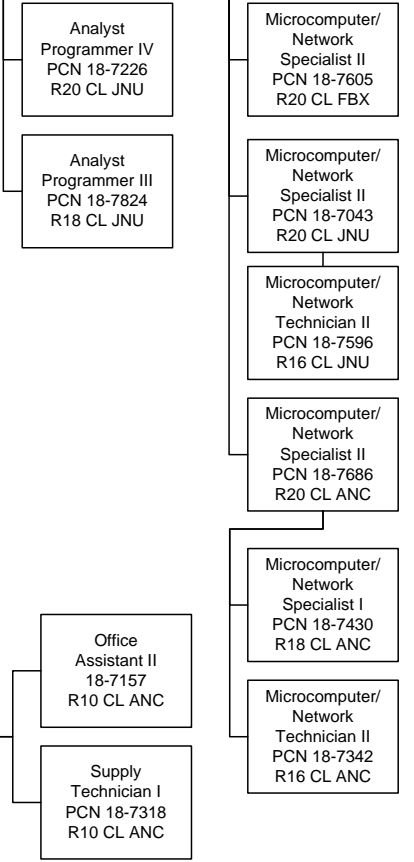 Analyst
Programmer IV
PCN 18-7226
R20 CL JNU
Analyst
Programmer III
PCN 18-7824
R18 CL JNU
Microcomputer/
Network
Specialist II
PCN 18-7605
R20 CL FBX
Microcomputer/
Network
Specialist II
PCN 18-7043
R20 CL JNU
Microcomputer/
Network
Technician II
PCN 18-7596
R16 CL JNU
Microcomputer/
Network
Specialist II
PCN 18-7686
R20 CL ANC
Microcomputer/
Network
Specialist I
PCN 18-7430
R18 CL ANC
Microcomputer/
Network
Technician II
PCN 18-7342
R16 CL ANC
Office
Assistant II
18-7157
R10 CL ANC
Supply
Technician I
PCN 18-7318
R10 CL ANC